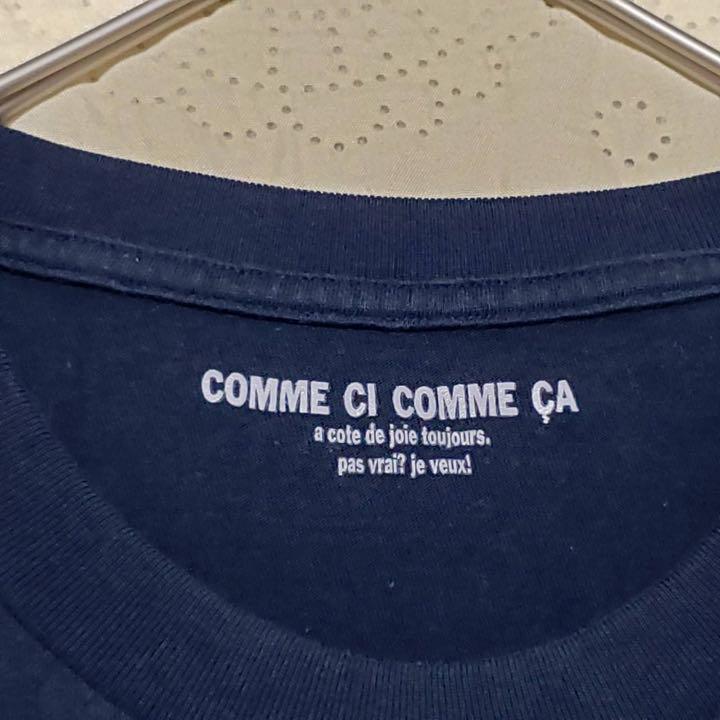 COMME CI COMME ÇA
a cote de joie toujours.
pas vrai? je veux!